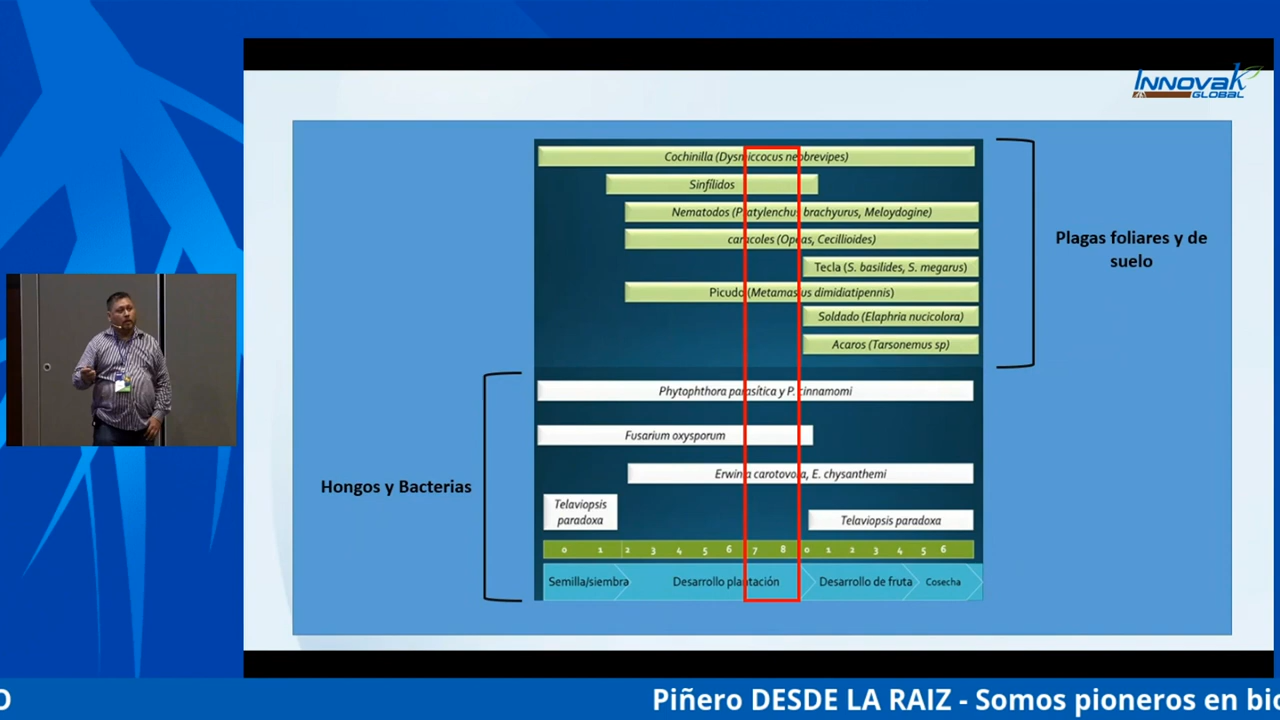 INNOVAK
GLOBAL
Cochinilla (Dysmiccocus neobrevipes)
Sinfílidos
Nematodos (Platylenchus brachyurus, Meloydogine)
caracoles (Opeas, Cecillioides)
Tecla (S. basilides, S. megarus)
Picudo (Metamasius dimidiatipennis)
Soldado (Elaphria nucicolora)
Acaros (Tarsonemus sp)
Plagas foliares y de
suelo
Phytophthora parasítica y P. cinnamomi
Fusarium oxysporum
Erwinia carotovora, E. chysanthemi
Hongos y Bacterias
Telaviopsis
paradoxa
Telaviopsis paradoxa
0 1 2 3 4 5 6 7 8 0 1 2 3 4 5 6
Semilla/siembra Desarrollo plantación Desarrollo de fruta Cosecha
O Piñero DESDE LA RAIZ - Somos pioneros en bio